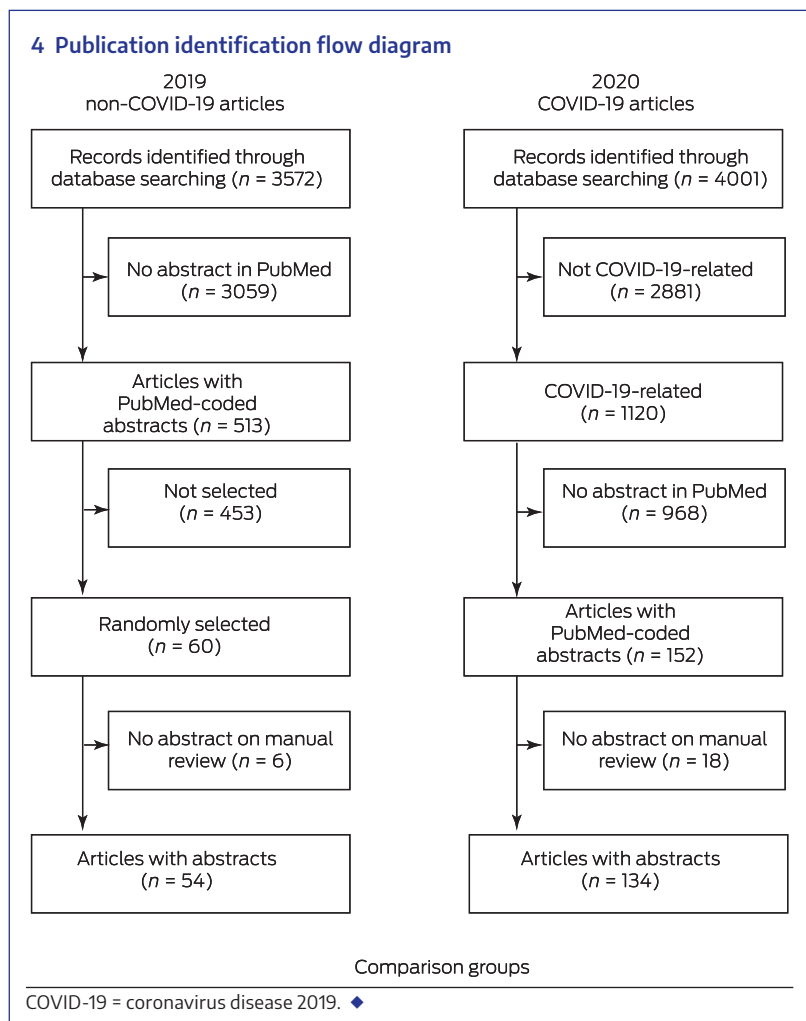 4 Publication identification flow diagram
2019
non-COVID-19 articles
Records identified through
database searching (n = 3572)
No abstract in PubMed
(n = 3059)
Articles with
PubMed-coded
abstracts (n = 513)
Not selected
(n = 453)
Randomly selected
(n = 60)
No abstract on manual
review (n = 6)
Articles with abstracts
(n = 54)
2020
COVID-19 articles
Records identified through
database searching (n = 4001)
Not COVID-19-related
(n = 2881)
COVID-19-related
(n = 1120)
No abstract in PubMed
(n = 968)
Articles with
PubMed-coded
abstracts (n = 152)
No abstract on manual
review (n = 18)
Articles with abstracts
(n = 134)
Comparison groups
COVID-19 = coronavirus disease 2019. ◆